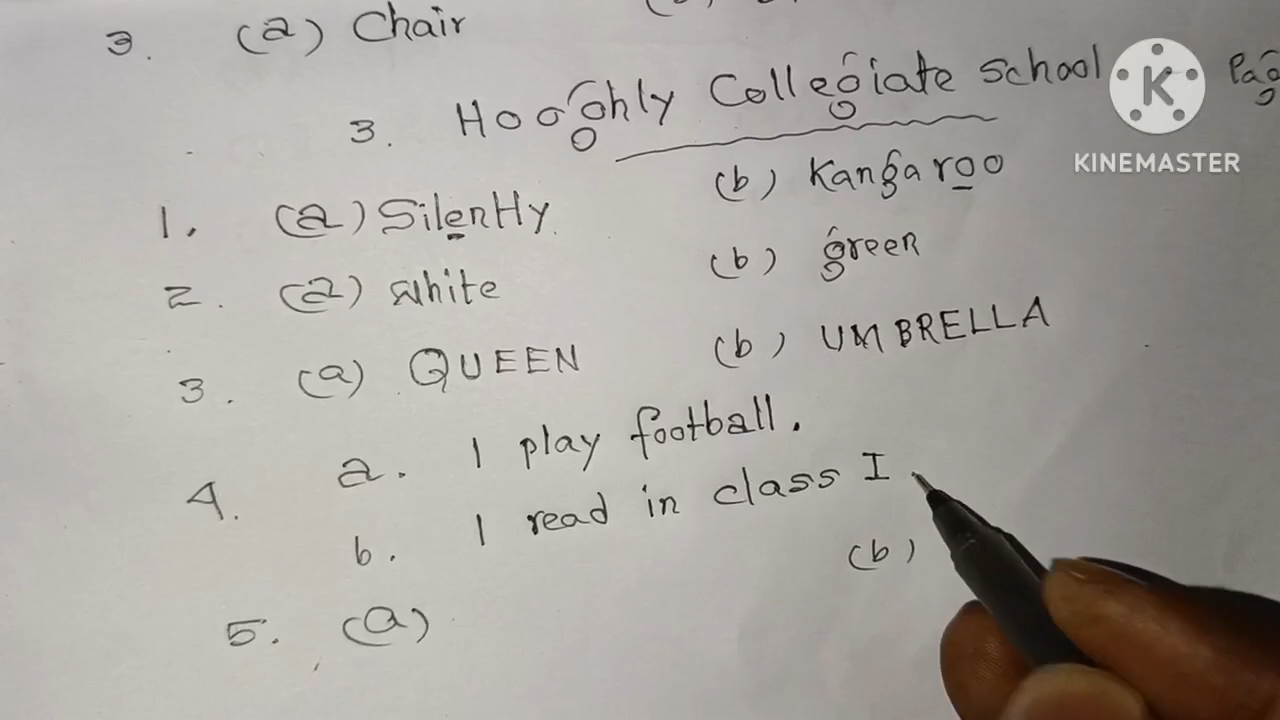 3. (a) Chair
3. Hooghly Collegiate School
KINEMASTER
1. (a) Silently (b) Kangaroo
2. (a) White (b) green
3. (a) QUEEN (b) UMBRELLA
4. a. I play football.
b. I read in class I
5. (a) (b)